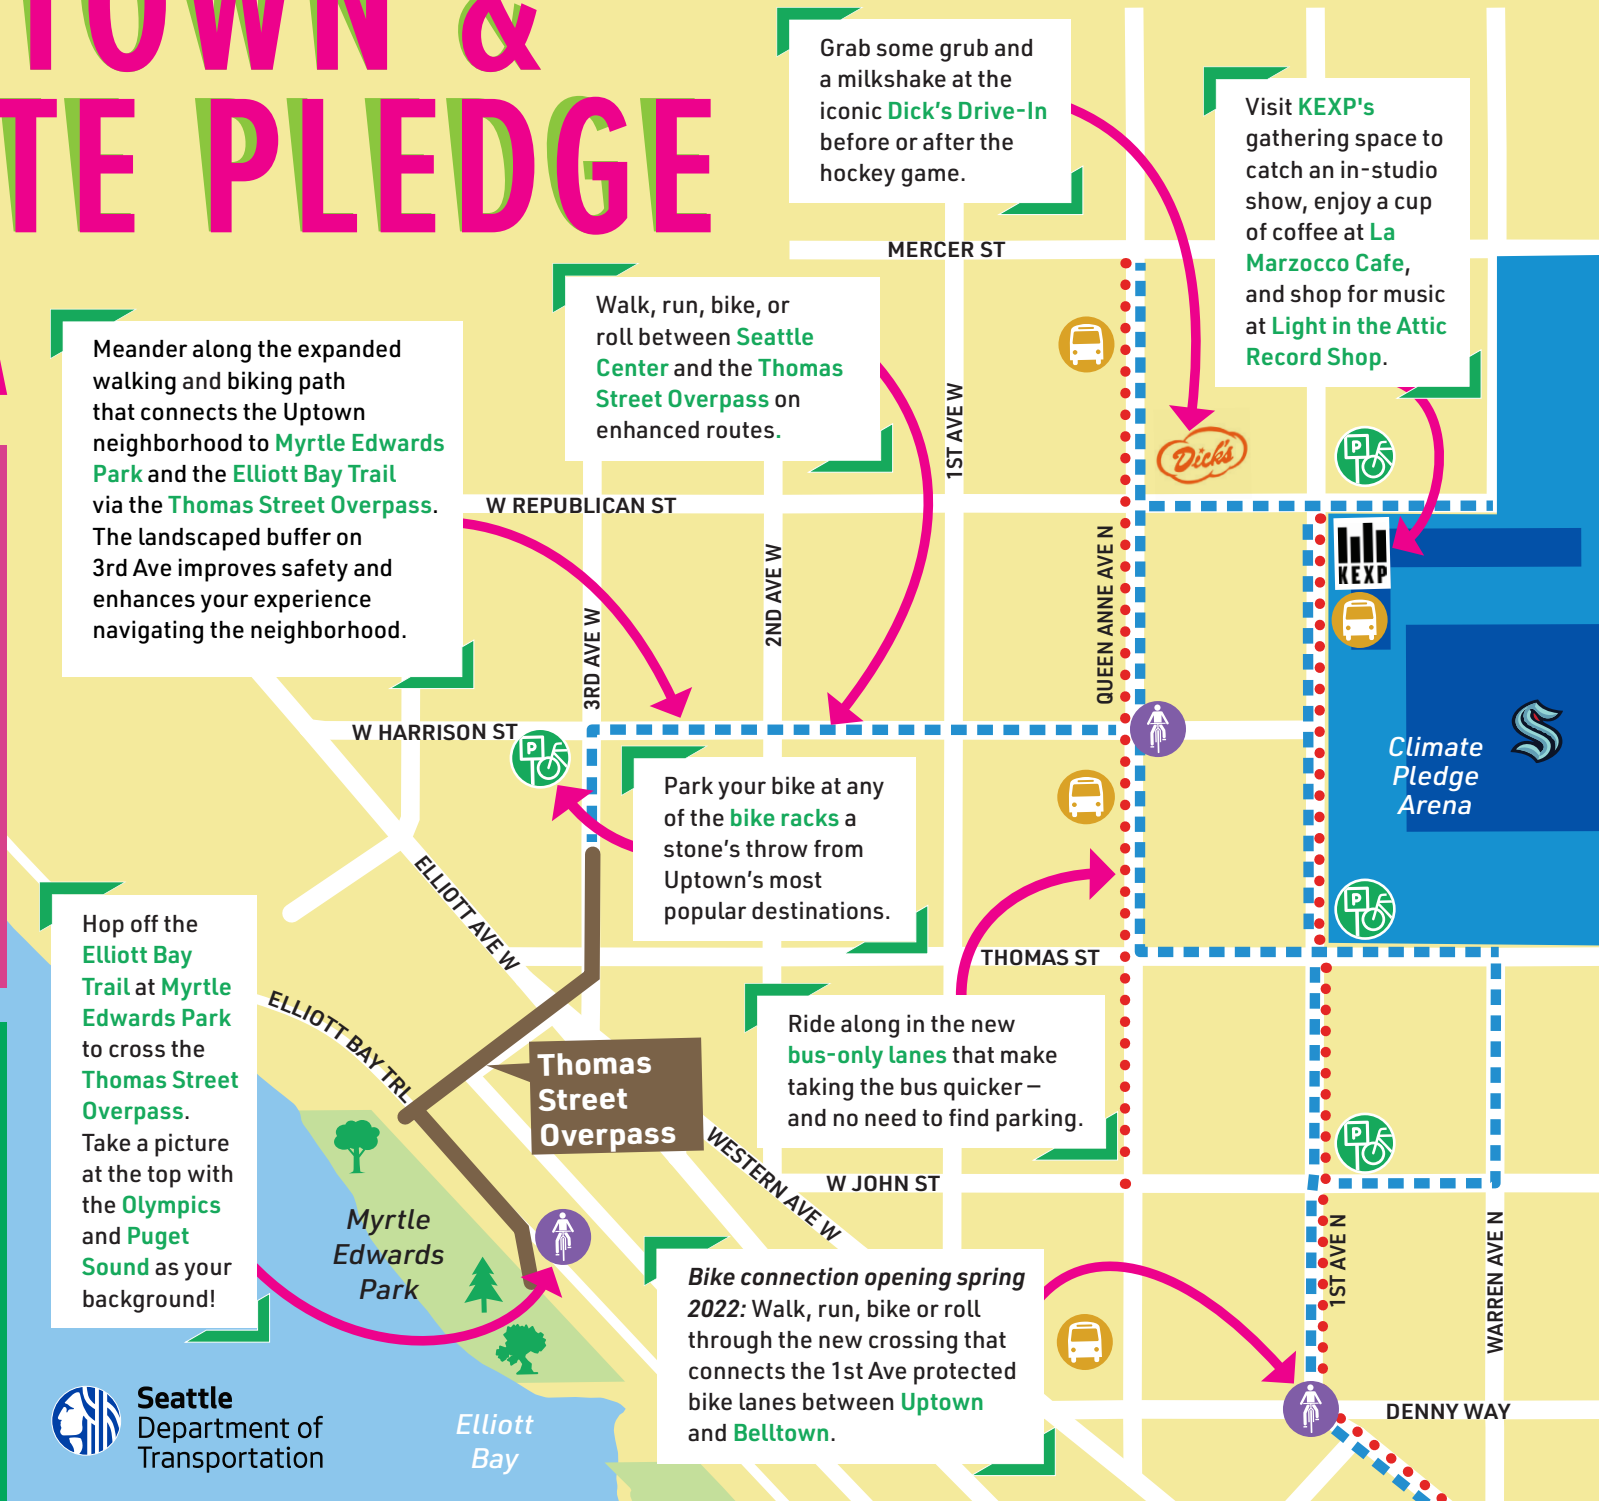 TOWN &
TE PLEDGE
Grab some grub and
a milkshake at the
iconic Dick's Drive-In
before or after the
hockey game.
Visit KEXP's
gathering space to
catch an in-studio
show, enjoy a cup
of coffee at La
Marzocco Cafe,
and shop for music
at Light in the Attic
Record Shop.
MERCER ST
Walk, run, bike, or
roll between Seattle
Center and the Thomas
Street Overpass on
enhanced routes.
Meander along the expanded
walking and biking path
that connects the Uptown
neighborhood to Myrtle Edwards
Park and the Elliott Bay Trail
via the Thomas Street Overpass.
The landscaped buffer on
3rd Ave improves safety and
enhances your experience
navigating the neighborhood.
1ST AVE W
Dick's
P
W REPUBLICAN ST
KEXP
QUEEN ANNE AVE N
2ND AVE W
3RD AVE W
W HARRISON ST
P
Climate
Pledge
Arena
Park your bike at any
of the bike racks a
stone's throw from
Uptown's most
popular destinations.
ELLIOTT AVE W
P
Hop off the
Elliott Bay
Trail at Myrtle
Edwards Park
to cross the
Thomas Street
Overpass.
Take a picture
at the top with
the Olympics
and Puget
Sound as your
background!
THOMAS ST
ELLIOTT BAY TRL
Thomas
Street
Overpass
Ride along in the new
bus-only lanes that make
taking the bus quicker –
and no need to find parking.
P
WESTERN AVE W
W JOHN ST
Myrtle
Edwards
Park
1ST AVE N
WARREN AVE N
Bike connection opening spring
2022: Walk, run, bike or roll
through the new crossing that
connects the 1st Ave protected
bike lanes between Uptown
and Belltown.
DENNY WAY
Seattle
Department of
Transportation
Elliott
Bay